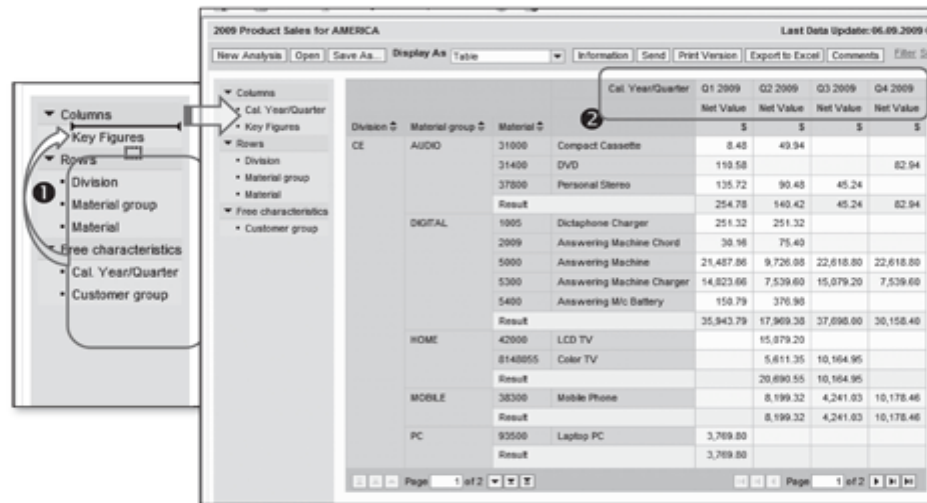 2009 Product Sales for AMERICA
Last Data Update: 06.09.2009
New Analysis Open Save As... Display As Table Information Send Print Version Export to Excel Comments Filter
Columns
Key Figures
Rows
Division
Material group
Material
Free characteristics
Cal. Year/Quarter
Customer group
1
Columns
Cal. Year/Quarter
Key Figures
Rows
Division
Material group
Material
Free characteristics
Customer group
2
Cal. Year/Quarter Q1 2009 Q2 2009 Q3 2009 Q4 2009
Net Value Net Value Net Value Net Value
Division Material group Material $ $ $ $
CE AUDIO 31000 Compact Cassette 8.48 49.94
31400 DVD 110.58 82.94
37800 Personal Stereo 135.72 90.48 45.24
Result 254.78 140.42 45.24 82.94
DIGITAL 1005 Dictaphone Charger 251.32 251.32
2009 Answering Machine Chord 30.16 75.40
5000 Answering Machine 21,487.86 9,726.08 22,618.80 22,618.80
5300 Answering Machine Charger 14,023.66 7,539.60 15,079.20 7,539.60
5400 Answering M/c Battery 150.79 376.98
Result 35,943.79 17,969.38 37,698.00 30,158.40
HOME 42000 LCD TV 15,079.20
8148055 Color TV 5,611.35 10,164.95
Result 20,690.55 10,164.95
MOBILE 38300 Mobile Phone 8,199.32 4,241.03 10,178.46
Result 8,199.32 4,241.03 10,178.46
PC 93500 Laptop PC 3,769.80
Result 3,769.80
Page 1 of 2 Page 1 of 2